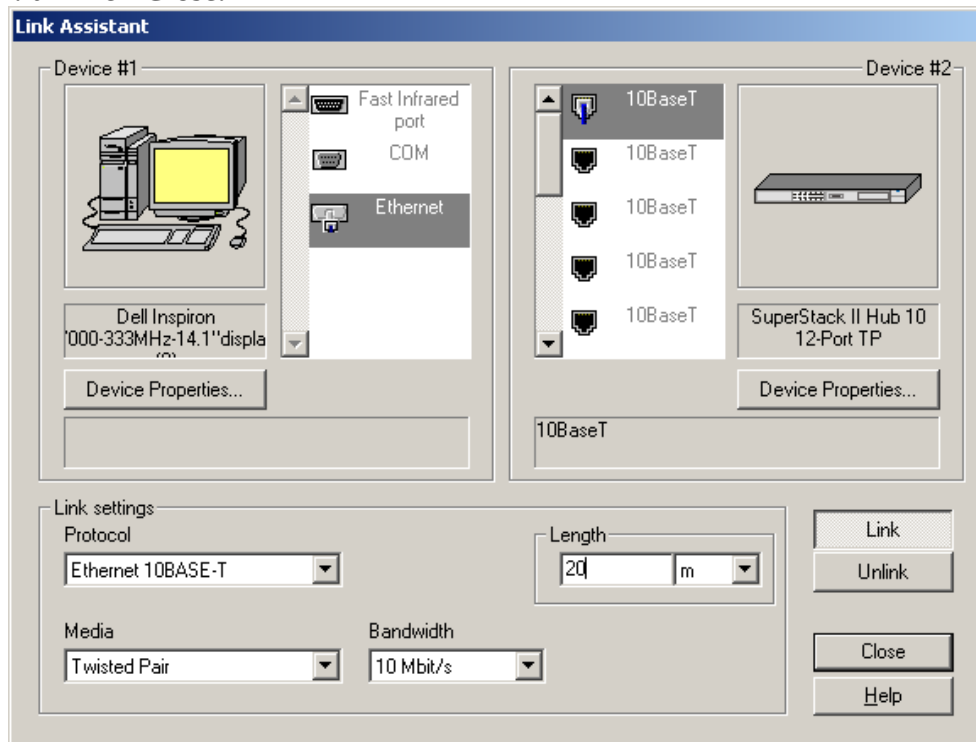 Link Assistant
Device #1
Fast Infrared
port
COM
Ethernet
Dell Inspiron
'000-333MHz-14.1"displa
Device Properties...
Device #2
10BaseT
10BaseT
10BaseT
10BaseT
10BaseT
SuperStack II Hub 10
12-Port TP
Device Properties...
10BaseT
Link settings
Protocol
Ethernet 10BASE-T
Length
20
m
Media
Twisted Pair
Bandwidth
10 Mbit/s
Link
Unlink
Close
Help